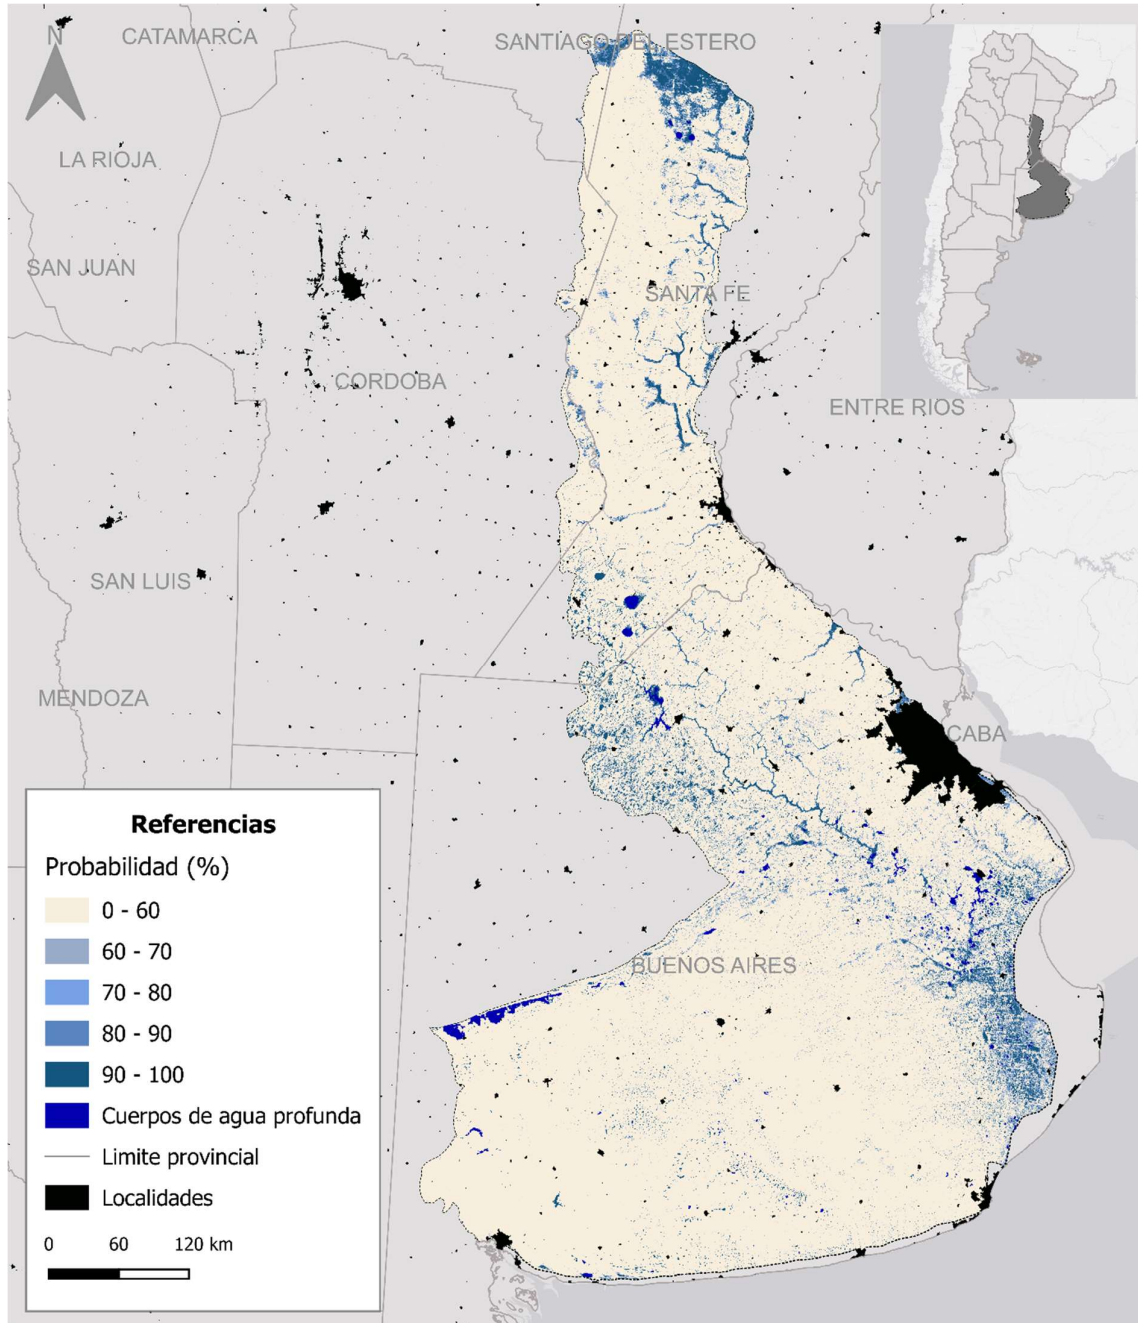 N
CATAMARCA
SANTIAGO DEL ESTERO
LA RIOJA
SAN JUAN
SANTA FE
CORDOBA
ENTRE RIOS
SAN LUIS
MENDOZA
CABA
BUENOS AIRES
Referencias
Probabilidad (%)
0 - 60
60 - 70
70 - 80
80 - 90
90 - 100
Cuerpos de agua profunda
Limite provincial
Localidades
0 60 120 km